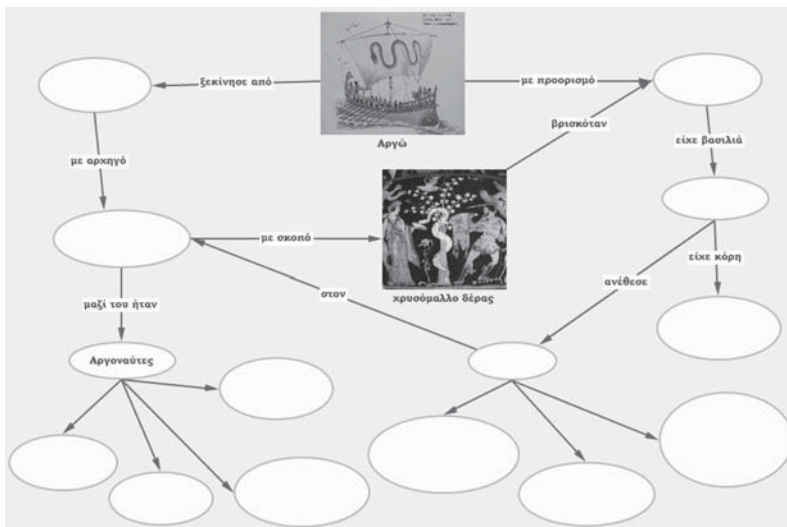 ξεκίνησε από
με προορισμό
Αργώ
βρισκόταν
είχε βασιλιά
με αρχηγό
με σκοπό
χρυσόμαλλο δέρας
είχε κόρη
ανέθεσε
στον
μαζί του ήταν
Αργοναύτες